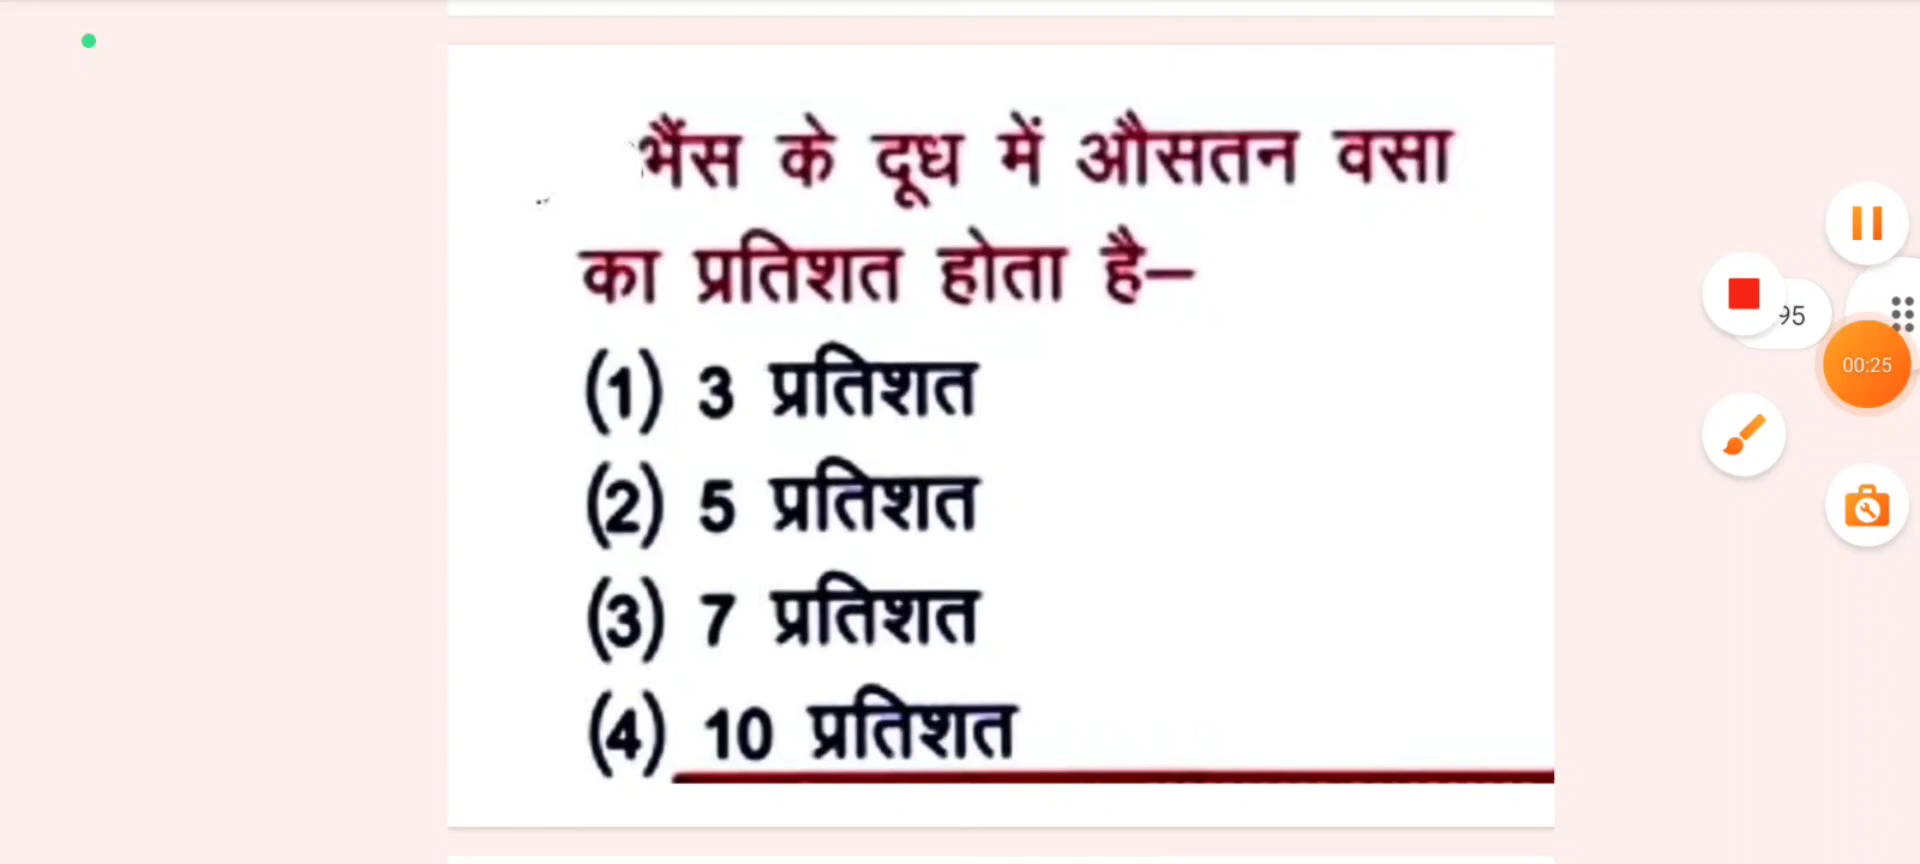 भैंस के दूध में औसतन वसा
का प्रतिशत होता है–
(1) 3 प्रतिशत
(2) 5 प्रतिशत
(3) 7 प्रतिशत
(4) 10 प्रतिशत
95
00:25